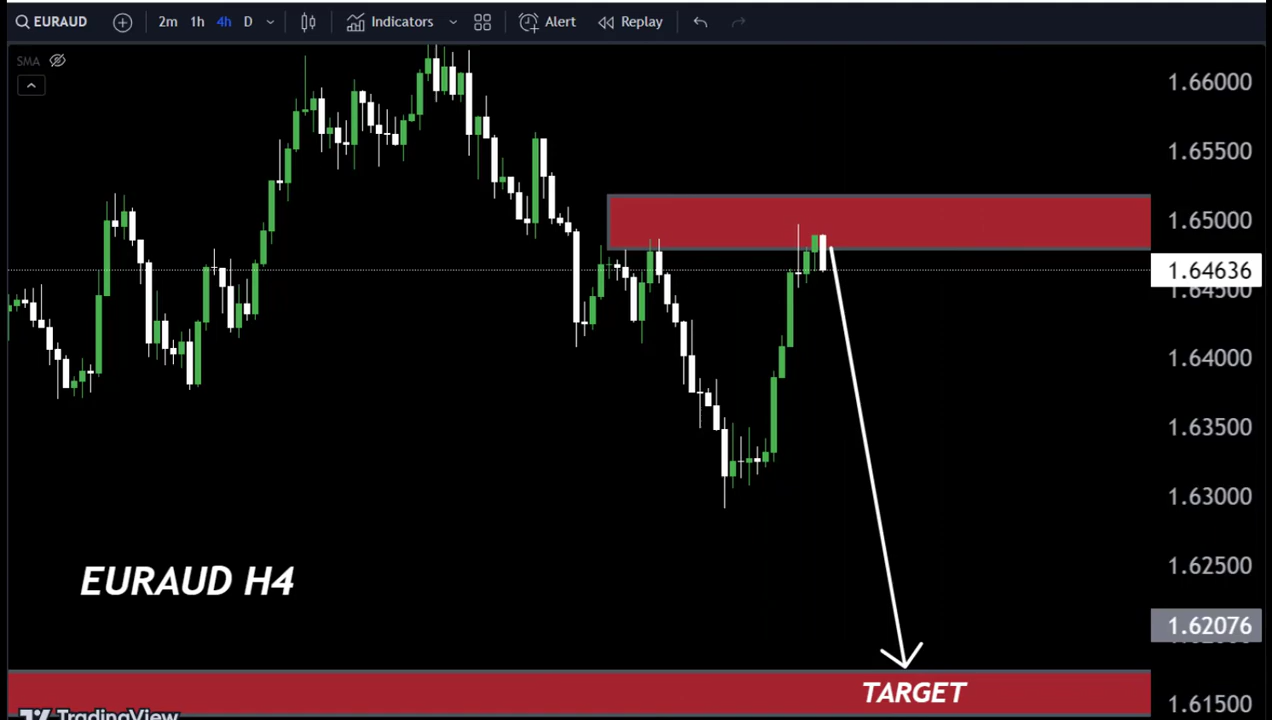 EURAUD 2m 1h 4h D Indicators Alert Replay
SMA
1.66000
1.65500
1.65000
1.64636
1.64500
1.64000
1.63500
1.63000
1.62500
EURAUD H4
1.62076
TARGET
1.61500
TradingView